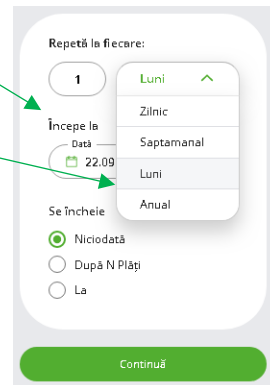 Repetă la fiecare:
1
Luni
Zilnic
Începe la
Dată
Saptamanal
22.09
Luni
Anual
Se încheie
Niciodată
După N Plăți
La
Continuă